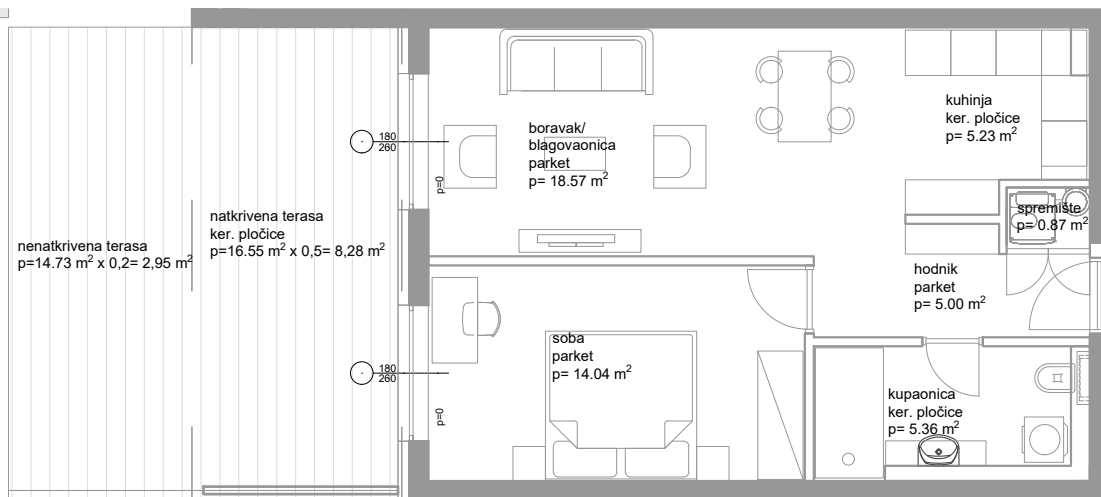 nenatkrivena terasa
p=14.73 m² x 0,2= 2,95 m²
natkrivena terasa
ker. pločice
p=16.55 m² x 0,5= 8,28 m²
180
260
p=0
boravak/
blagovaonica
parket
p= 18.57 m²
kuhinja
ker. pločice
p= 5.23 m²
spremište
p= 0.87 m²
hodnik
parket
p= 5.00 m²
180
260
p=0
soba
parket
p= 14.04 m²
kupaonica
ker. pločice
p= 5.36 m²